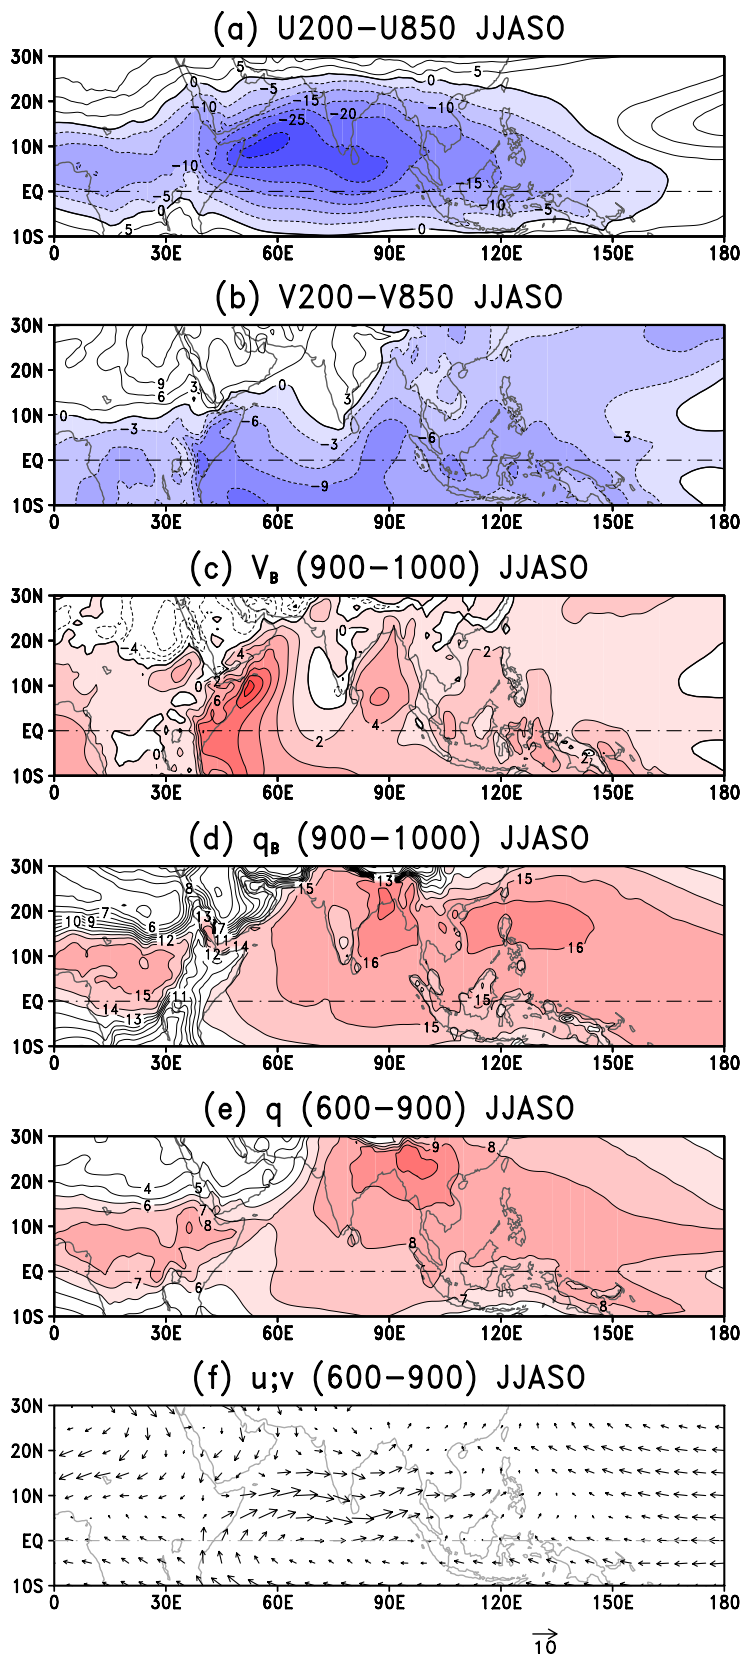 (a) U200−U850 JJASO
30N
20N
10N
EQ
10S
0 30E 60E 90E 120E 150E 180
5 0 −5 −10 −15 −20 −25 0 5 −10
−10 −5 0 5 −15 −10 −5 0
(b) V200−V850 JJASO
30N
20N
10N
EQ
10S
0 30E 60E 90E 120E 150E 180
9 6 3 0 3
0 −3 −6 −3 −6 −3
−9
(c) VB (900−1000) JJASO
30N
20N
10N
EQ
10S
0 30E 60E 90E 120E 150E 180
−4 4 0 2
0 2 6
0 2 4 2
(d) qB (900−1000) JJASO
30N
20N
10N
EQ
10S
0 30E 60E 90E 120E 150E 180
8 15 13 15
10 9 7 6 13 7
12 11 14 12 16 16
15 11 15
14 13 15
(e) q (600−900) JJASO
30N
20N
10N
EQ
10S
0 30E 60E 90E 120E 150E 180
9 8
4 5
6 7 8
8
7 6 7 8
(f) u;v (600−900) JJASO
30N
20N
10N
EQ
10S
0 30E 60E 90E 120E 150E 180
10